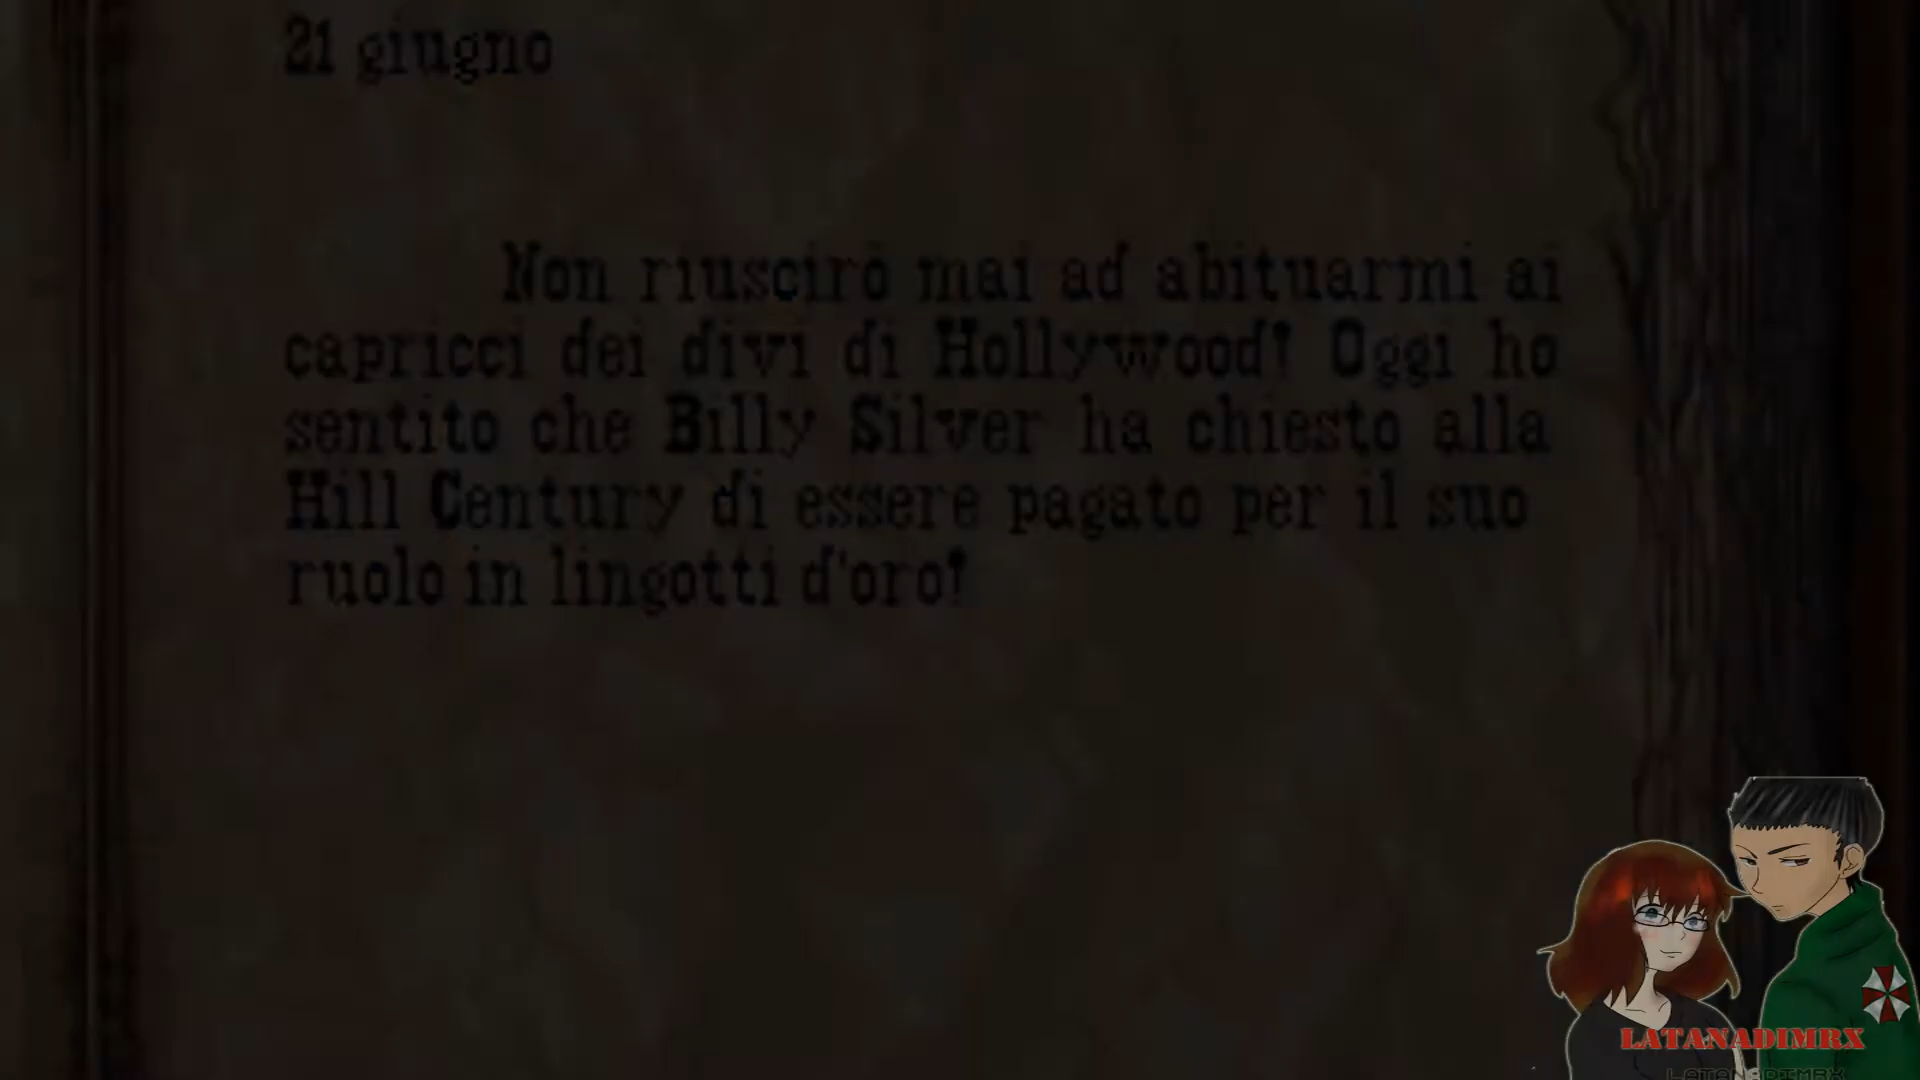 21 giugno
Non riuscirò mai ad abituarmi ai
capricci dei divi di Hollywood! Oggi ho
sentito che Billy Silver ha chiesto alla
Hill Century di essere pagato per il suo
ruolo in lingotti d'oro!
LATANADIMRX
LATANADIMRX